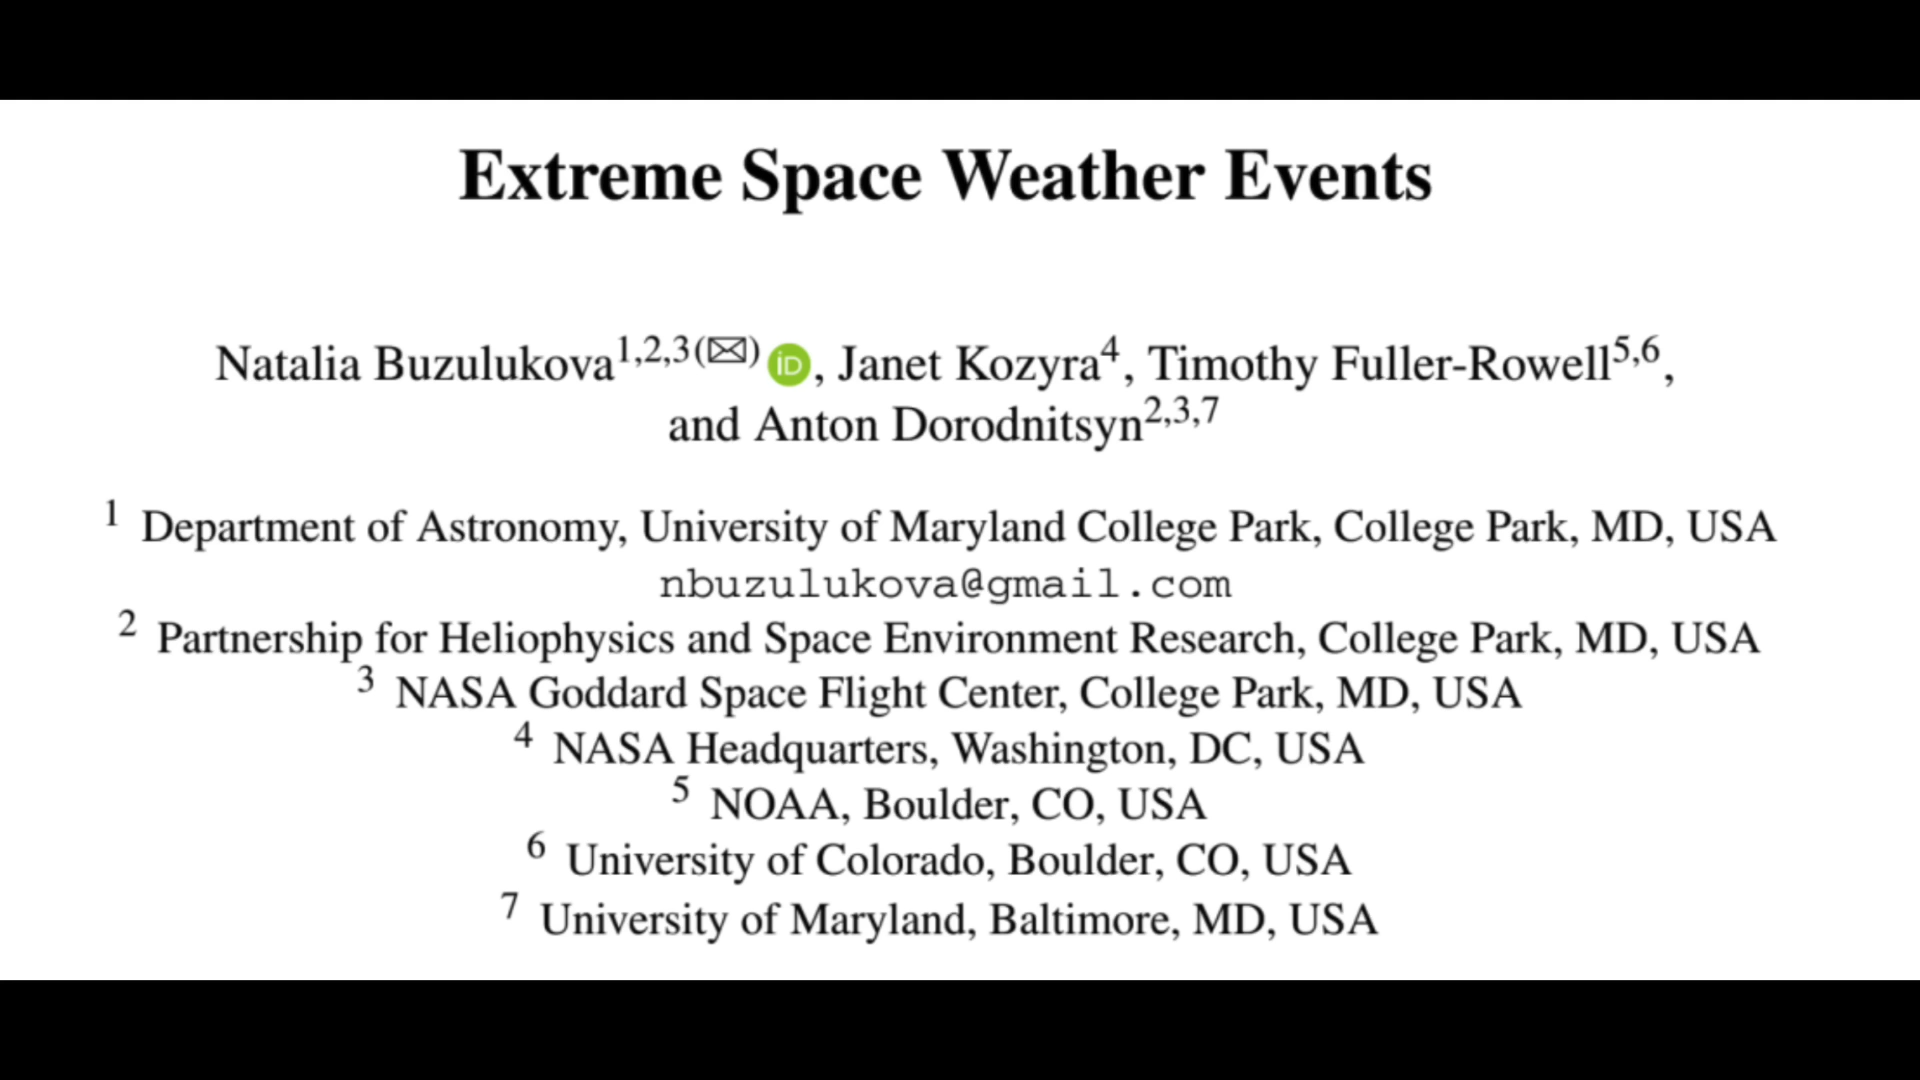 Extreme Space Weather Events
Natalia Buzulukova1,2,3(✉) iD, Janet Kozyra4, Timothy Fuller-Rowell5,6,
and Anton Dorodnitsyn2,3,7
1 Department of Astronomy, University of Maryland College Park, College Park, MD, USA
nbuzulukova@gmail.com
2 Partnership for Heliophysics and Space Environment Research, College Park, MD, USA
3 NASA Goddard Space Flight Center, College Park, MD, USA
4 NASA Headquarters, Washington, DC, USA
5 NOAA, Boulder, CO, USA
6 University of Colorado, Boulder, CO, USA
7 University of Maryland, Baltimore, MD, USA